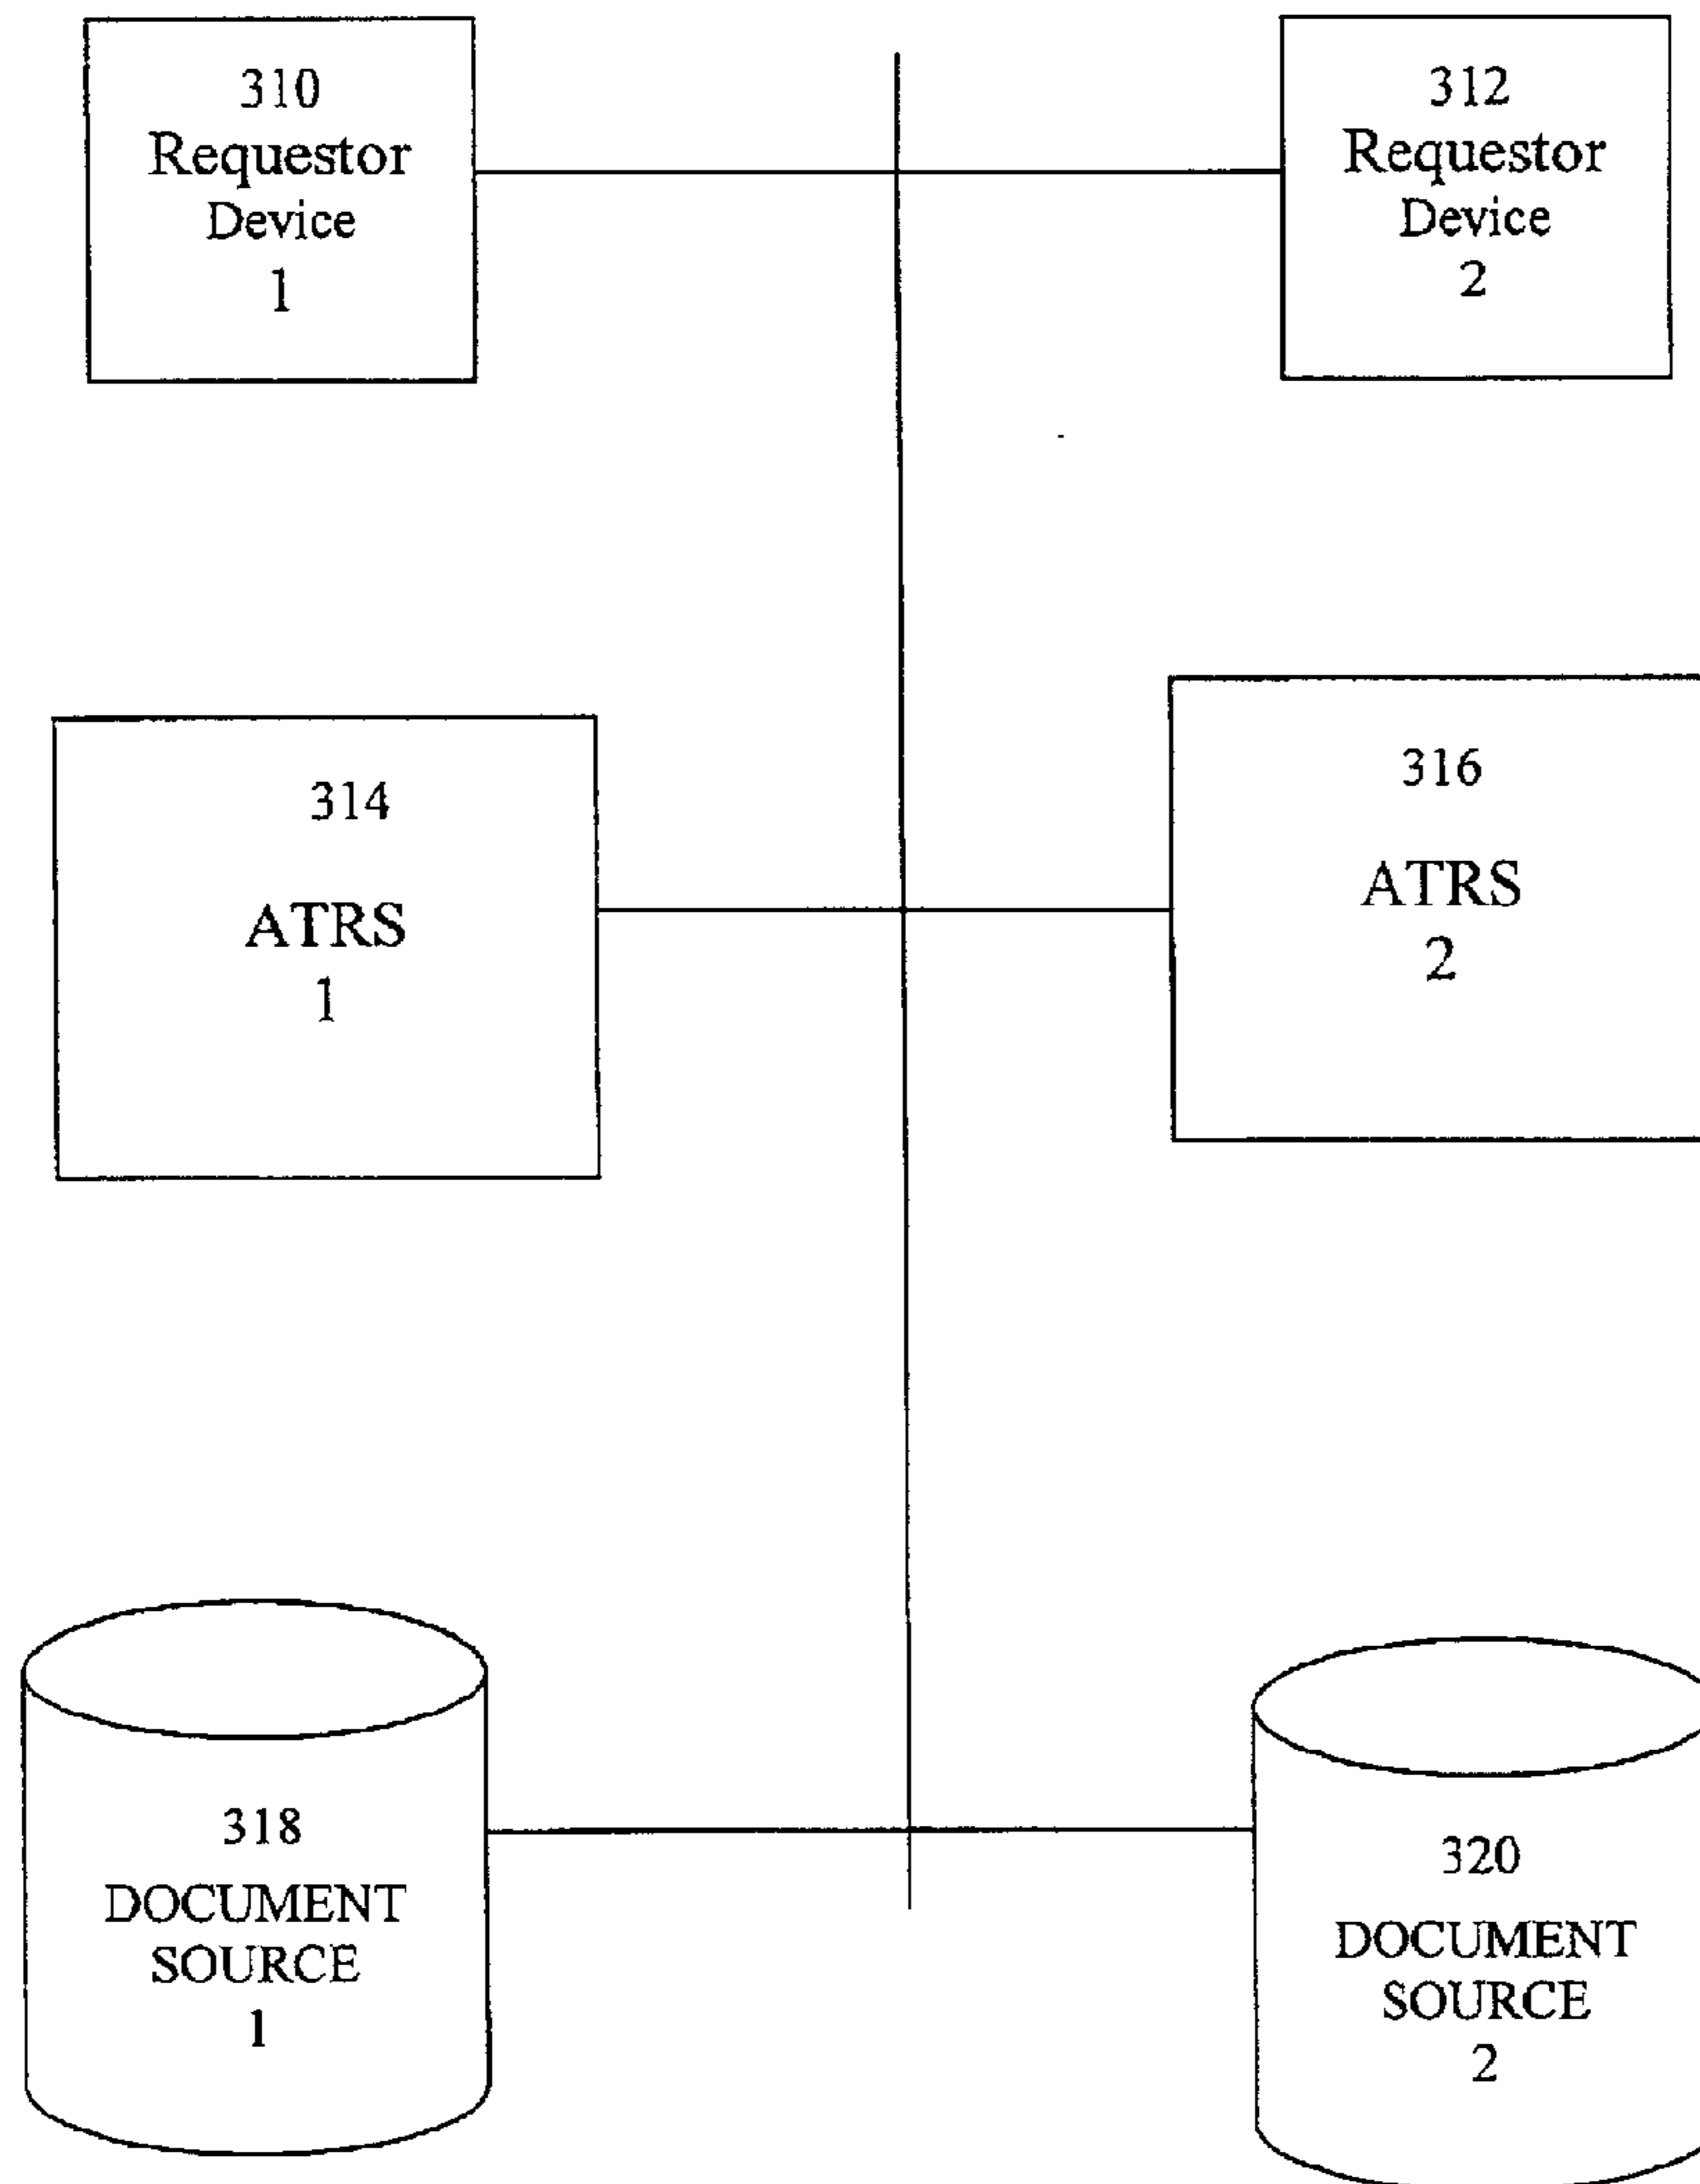 310
Requestor
Device
1
312
Requestor
Device
2
314
ATRS
1
316
ATRS
2
318
DOCUMENT
SOURCE
1
320
DOCUMENT
SOURCE
2